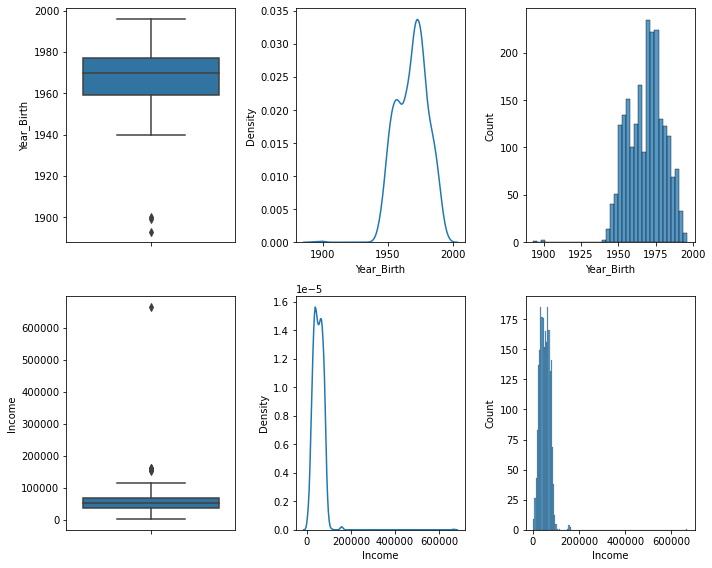 2000
1980
1960
1940
1920
1900
Year_Birth
0.035
0.030
0.025
0.020
0.015
0.010
0.005
0.000
Density
1900 1950 2000
Year_Birth
200
150
100
50
0
Count
1900 1925 1950 1975 2000
Year_Birth
600000
500000
400000
300000
200000
100000
0
Income
1e−5
1.6
1.4
1.2
1.0
0.8
0.6
0.4
0.2
0.0
Density
0 200000 400000 600000
Income
175
150
125
100
75
50
25
0
Count
0 200000 400000 600000
Income